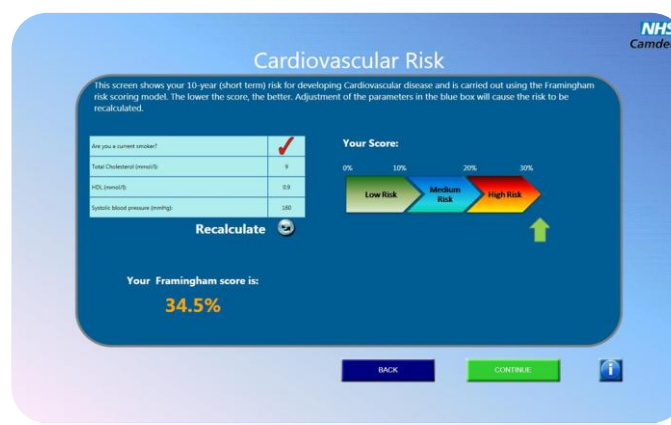 NHS
Camde
Cardiovascular Risk
This screen shows your 10-year (short term) risk for developing Cardiovascular disease and is carried out using the Framingham
risk scoring model. The lower the score, the better. Adjustment of the parameters in the blue box will cause the risk to be
recalculated.
Are you a current smoker?
Total Cholesterol (mmol/l): 9
HDL (mmol/l): 0.9
Systolic blood pressure (mmHg): 160
Recalculate
Your Score:
0% 10% 20% 30%
Low Risk Medium Risk High Risk
Your Framingham score is:
34.5%
BACK CONTINUE i